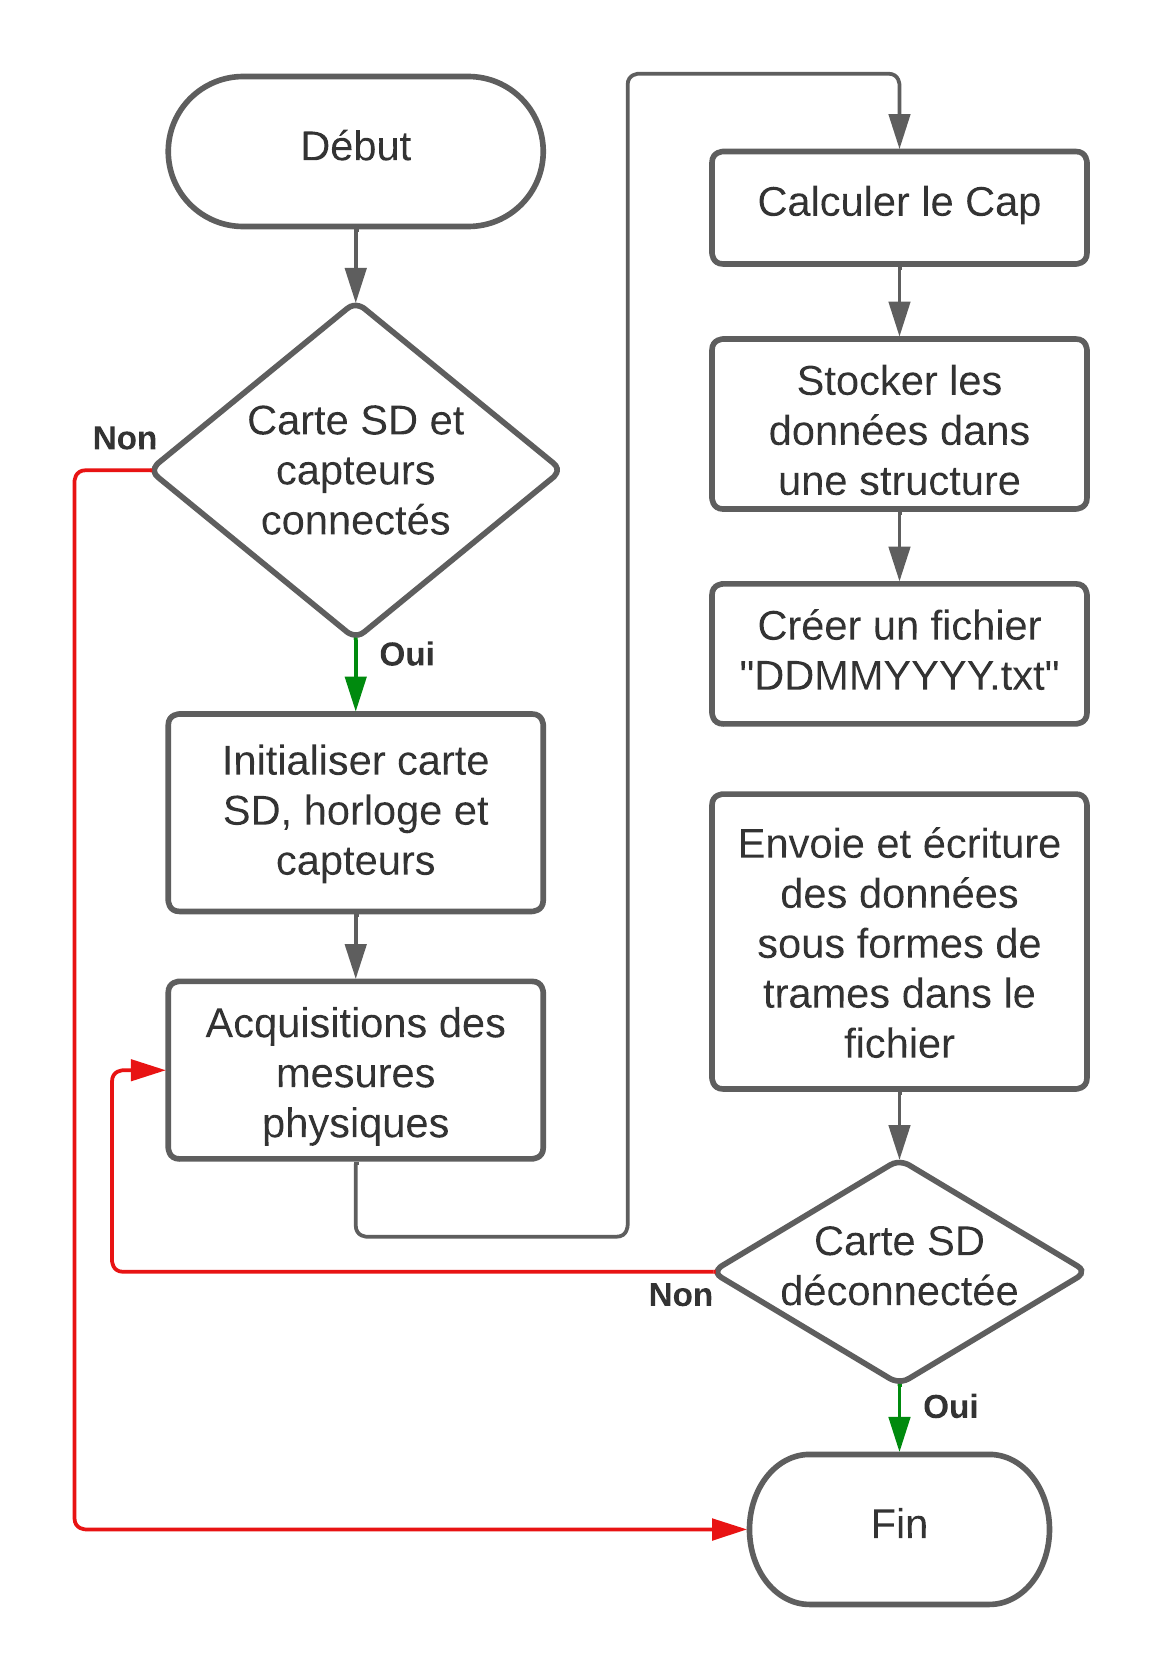 Début
Carte SD et
capteurs
connectés
Non
Oui
Initialiser carte
SD, horloge et
capteurs
Acquisitions des
mesures
physiques
Calculer le Cap
Stocker les
données dans
une structure
Créer un fichier
"DDMMYYYY.txt"
Envoie et écriture
des données
sous formes de
trames dans le
fichier
Carte SD
déconnectée
Non
Oui
Fin